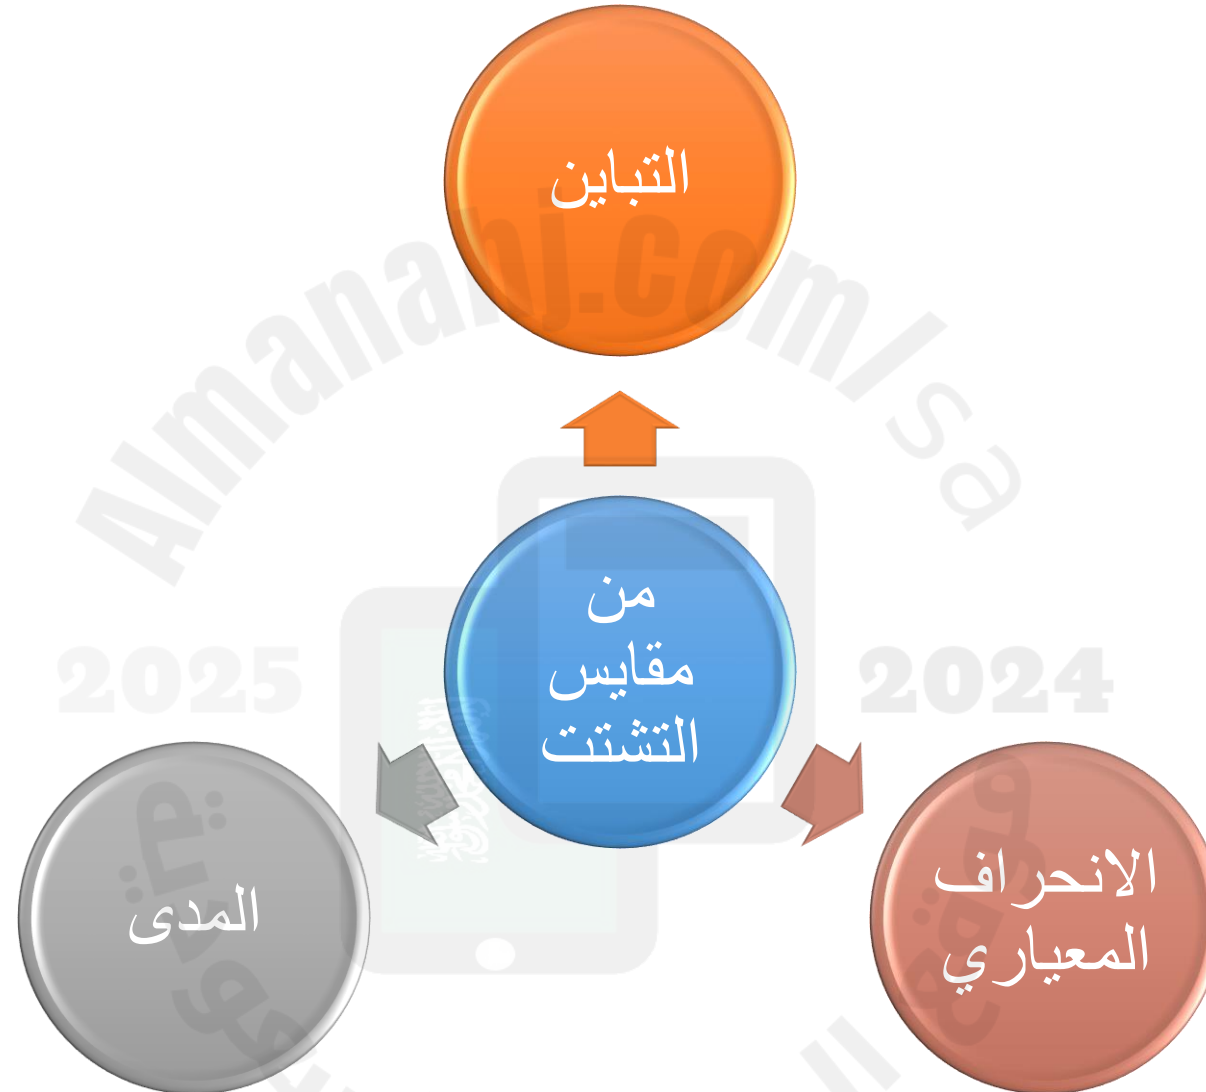 التباين
Almanahj.com/sa
من
مقايس
التشتت
2025
2024
المدى
الانحراف
المعياري